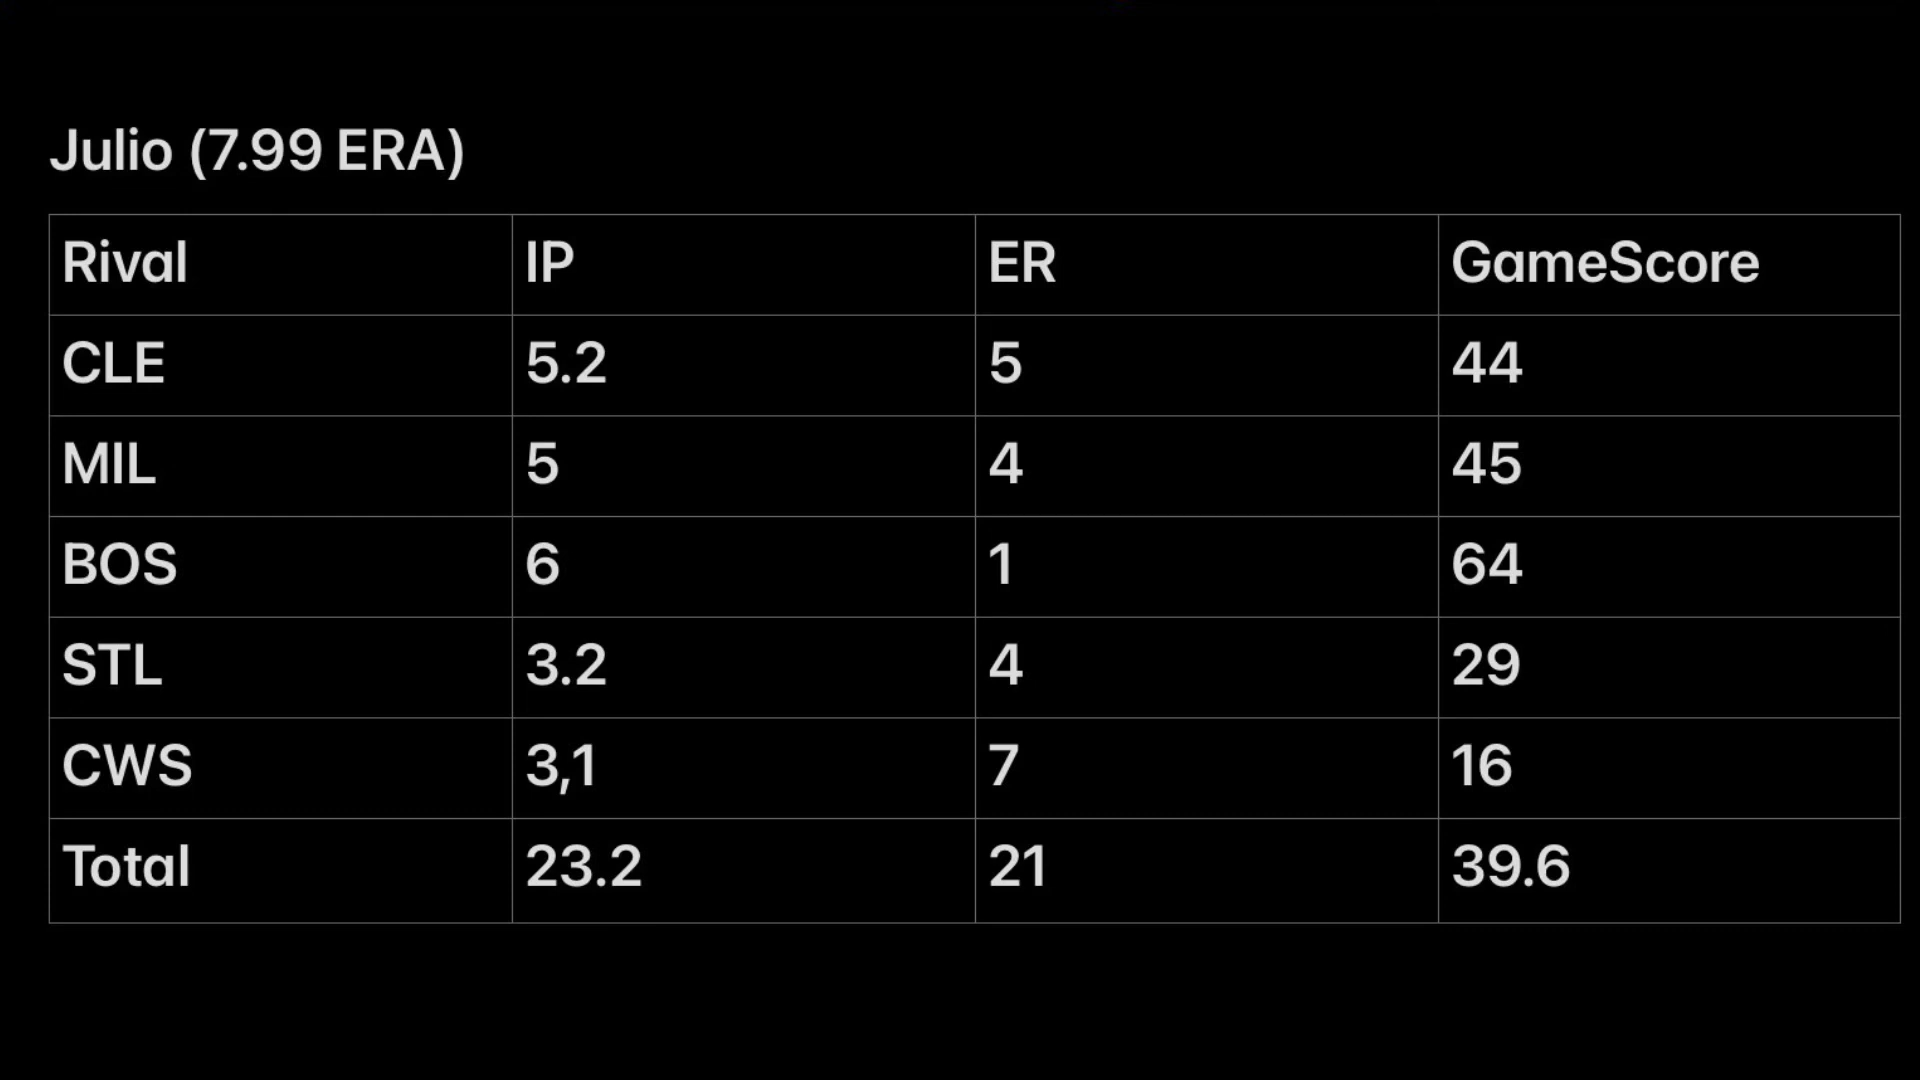 Julio (7.99 ERA)
Rival IP ER GameScore
CLE 5.2 5 44
MIL 5 4 45
BOS 6 1 64
STL 3.2 4 29
CWS 3,1 7 16
Total 23.2 21 39.6